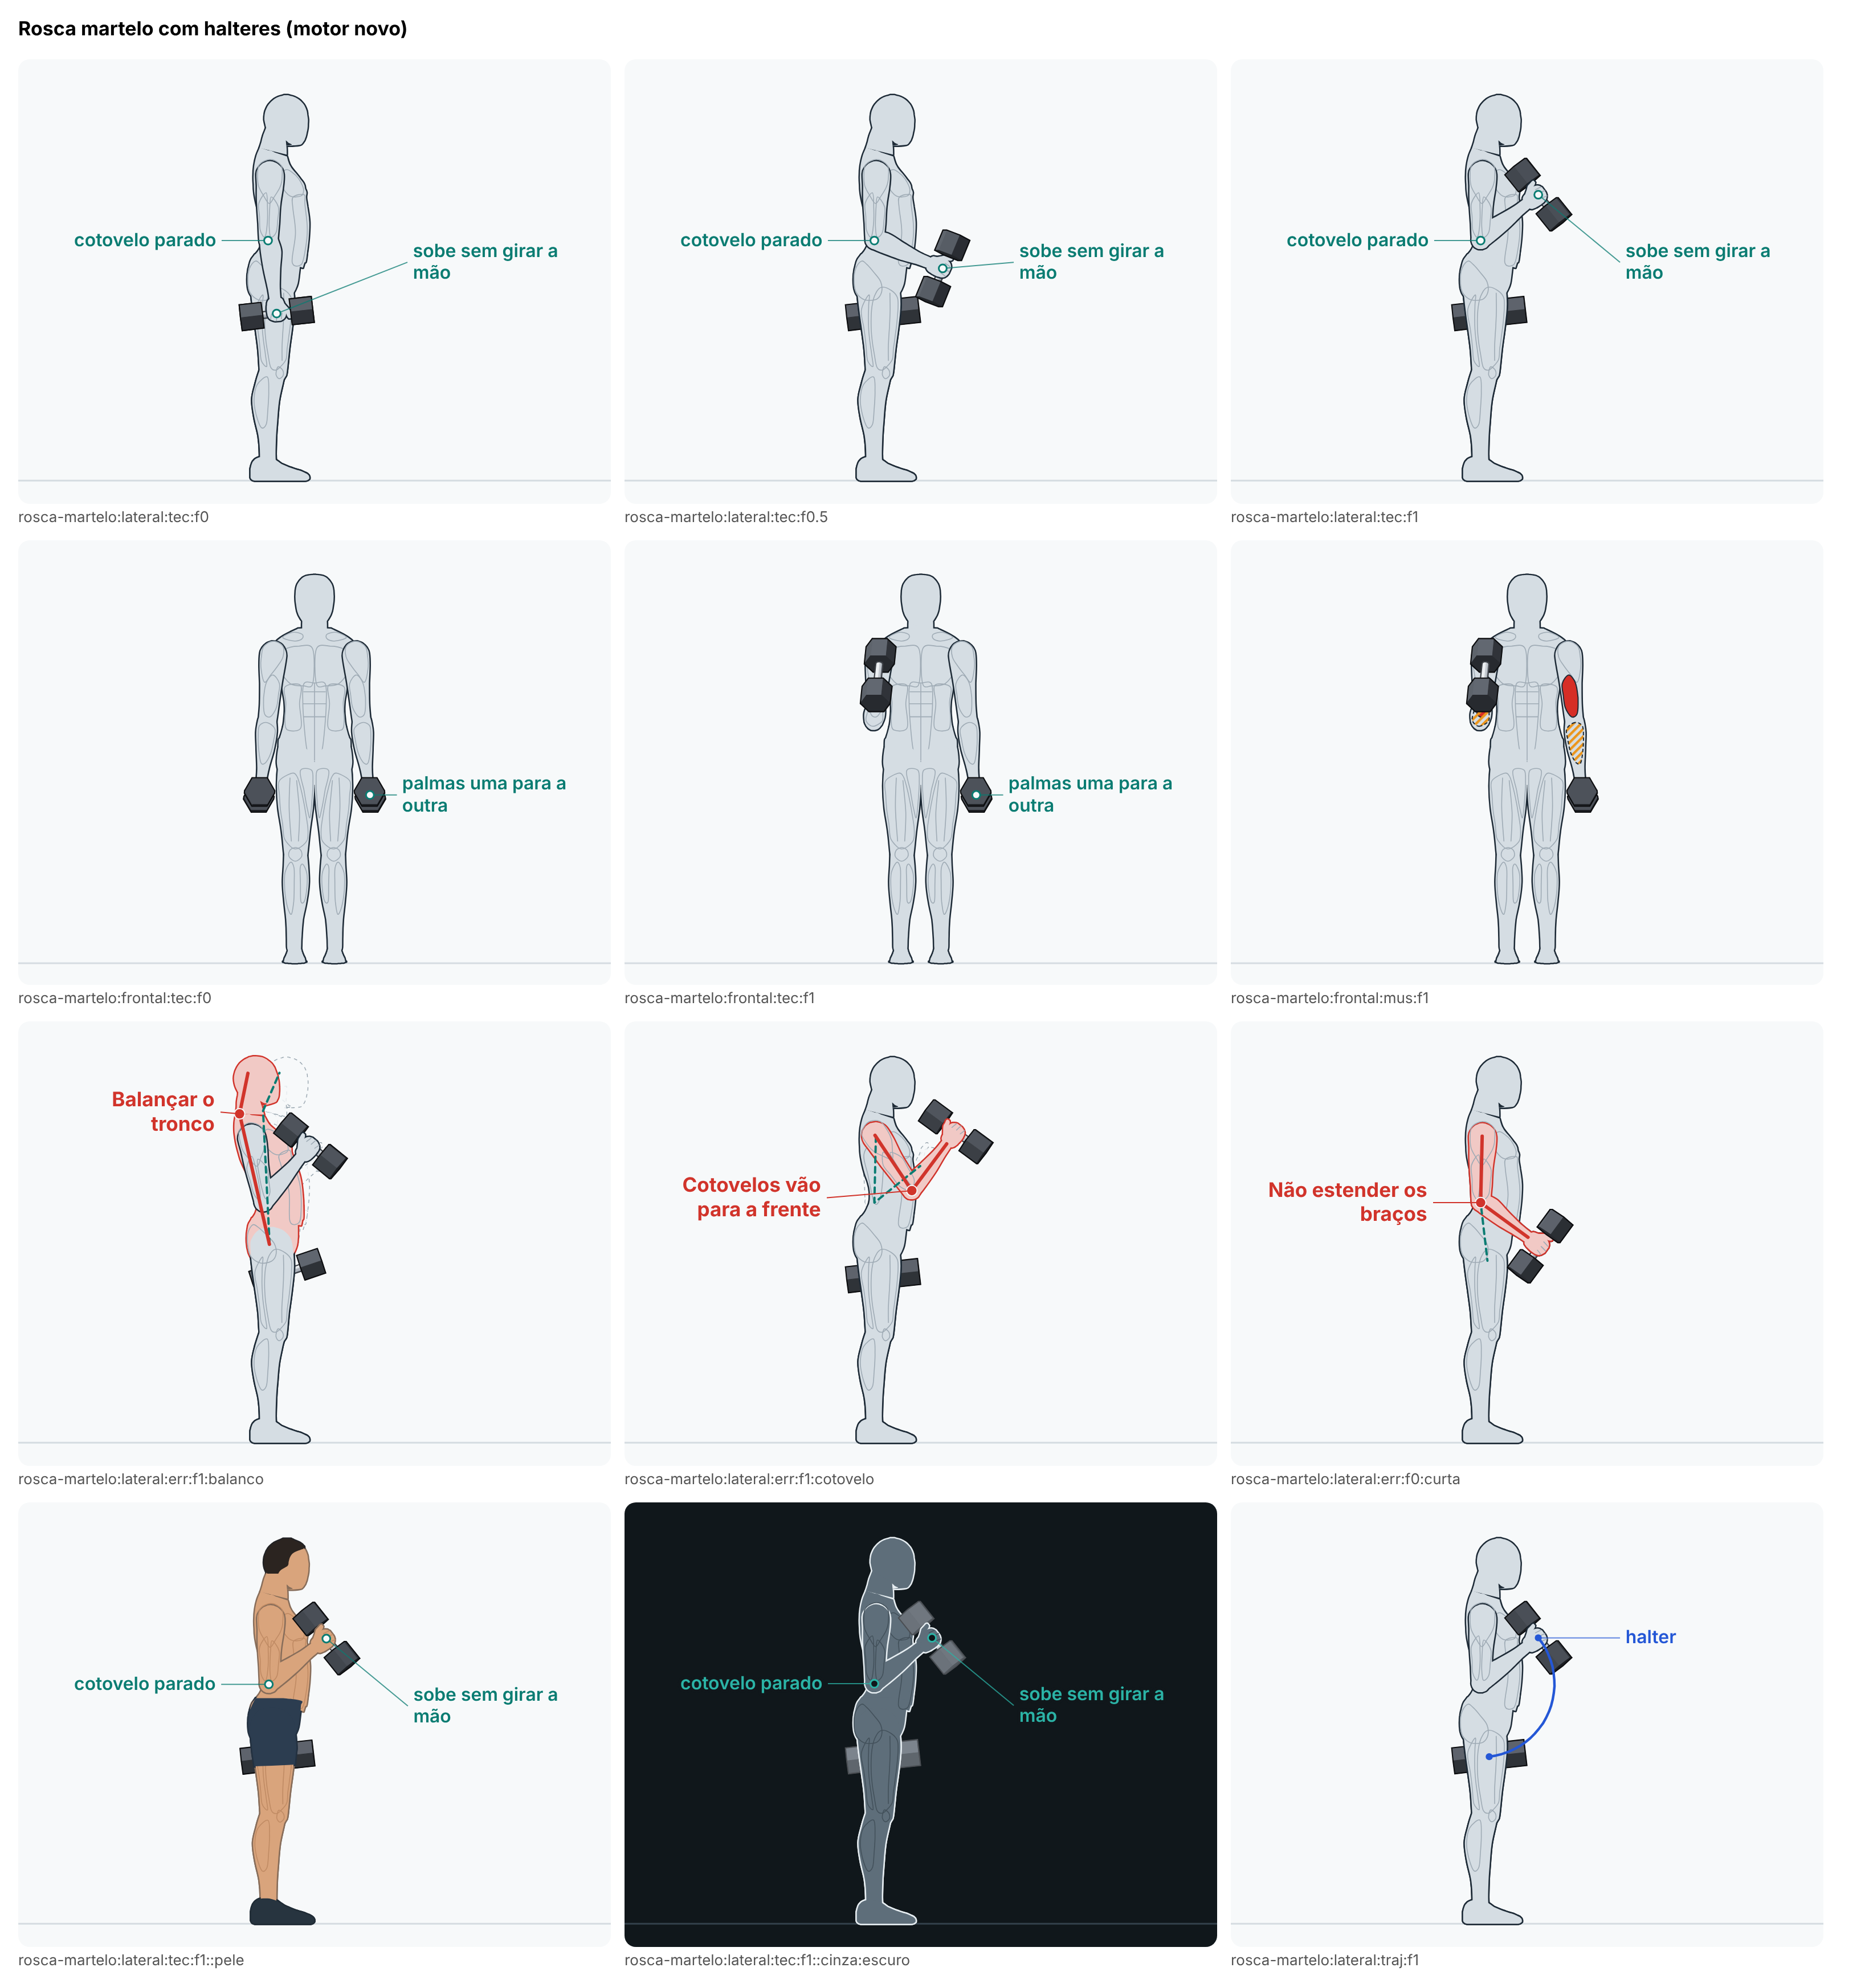 Rosca martelo com halteres (motor novo)
cotovelo parado
sobe sem girar a
mão
rosca-martelo:lateral:tec:f0
cotovelo parado
sobe sem girar a
mão
rosca-martelo:lateral:tec:f0.5
cotovelo parado
sobe sem girar a
mão
rosca-martelo:lateral:tec:f1
palmas uma para a
outra
rosca-martelo:frontal:tec:f0
palmas uma para a
outra
rosca-martelo:frontal:tec:f1
rosca-martelo:frontal:mus:f1
Balançar o
tronco
rosca-martelo:lateral:err:f1:balanco
Cotovelos vão
para a frente
rosca-martelo:lateral:err:f1:cotovelo
Não estender os
braços
rosca-martelo:lateral:err:f0:curta
cotovelo parado
sobe sem girar a
mão
rosca-martelo:lateral:tec:f1::pele
cotovelo parado
sobe sem girar a
mão
rosca-martelo:lateral:tec:f1::cinza:escuro
halter
rosca-martelo:lateral:traj:f1